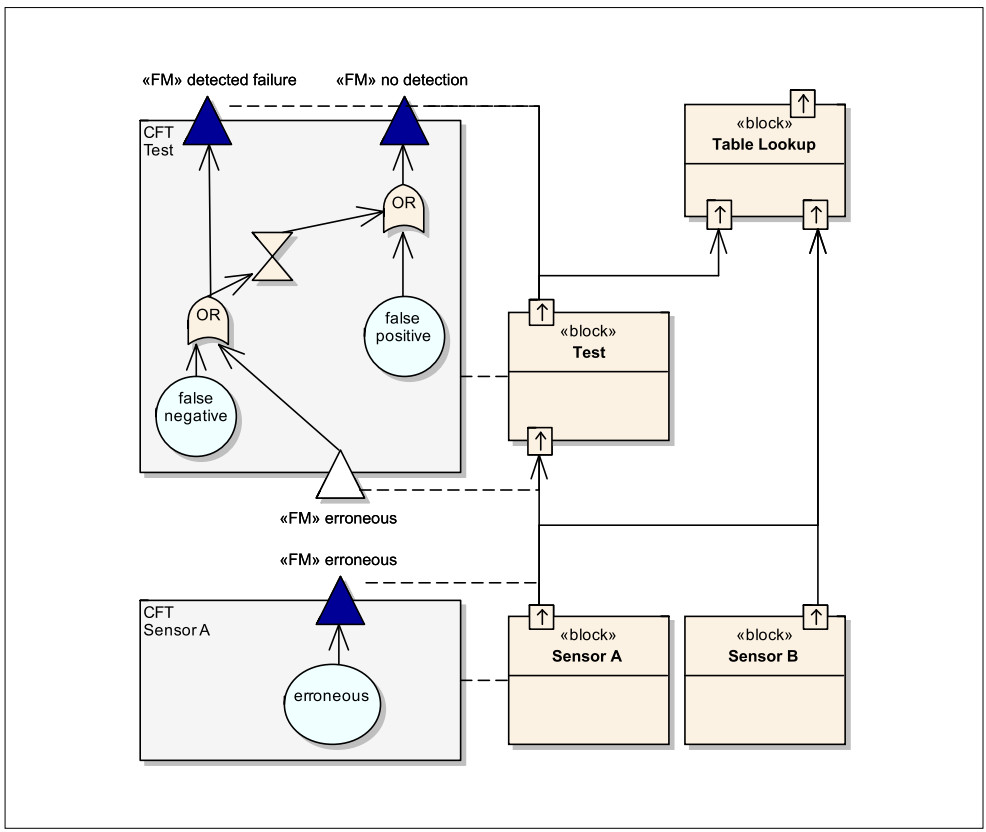 «FM» detected failure
«FM» no detection
CFT
Test
OR
OR
false
positive
false
negative
«FM» erroneous
«FM» erroneous
CFT
Sensor A
erroneous
«block»
Table Lookup
«block»
Test
«block»
Sensor A
«block»
Sensor B